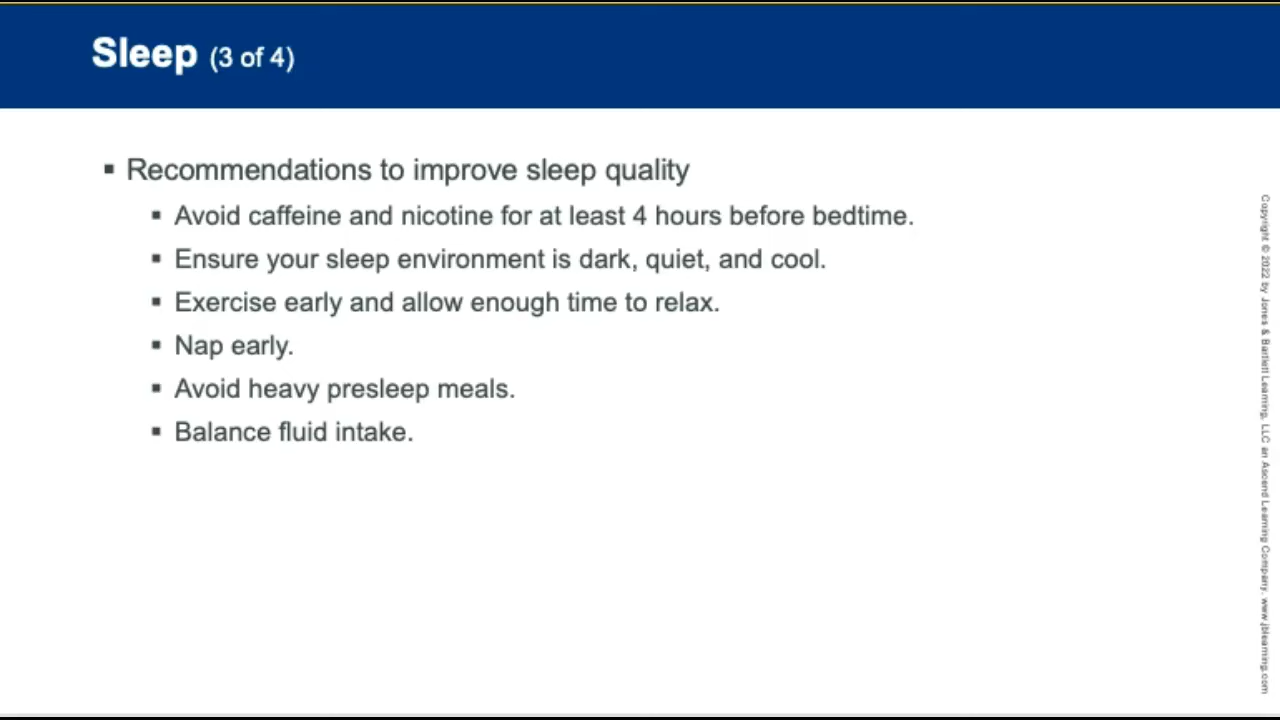 Sleep (3 of 4)
▪ Recommendations to improve sleep quality
▪ Avoid caffeine and nicotine for at least 4 hours before bedtime.
▪ Ensure your sleep environment is dark, quiet, and cool.
▪ Exercise early and allow enough time to relax.
▪ Nap early.
▪ Avoid heavy presleep meals.
▪ Balance fluid intake.
Copyright © 2022 by Jones & Bartlett Learning, LLC an Ascend Learning Company. www.jblearning.com